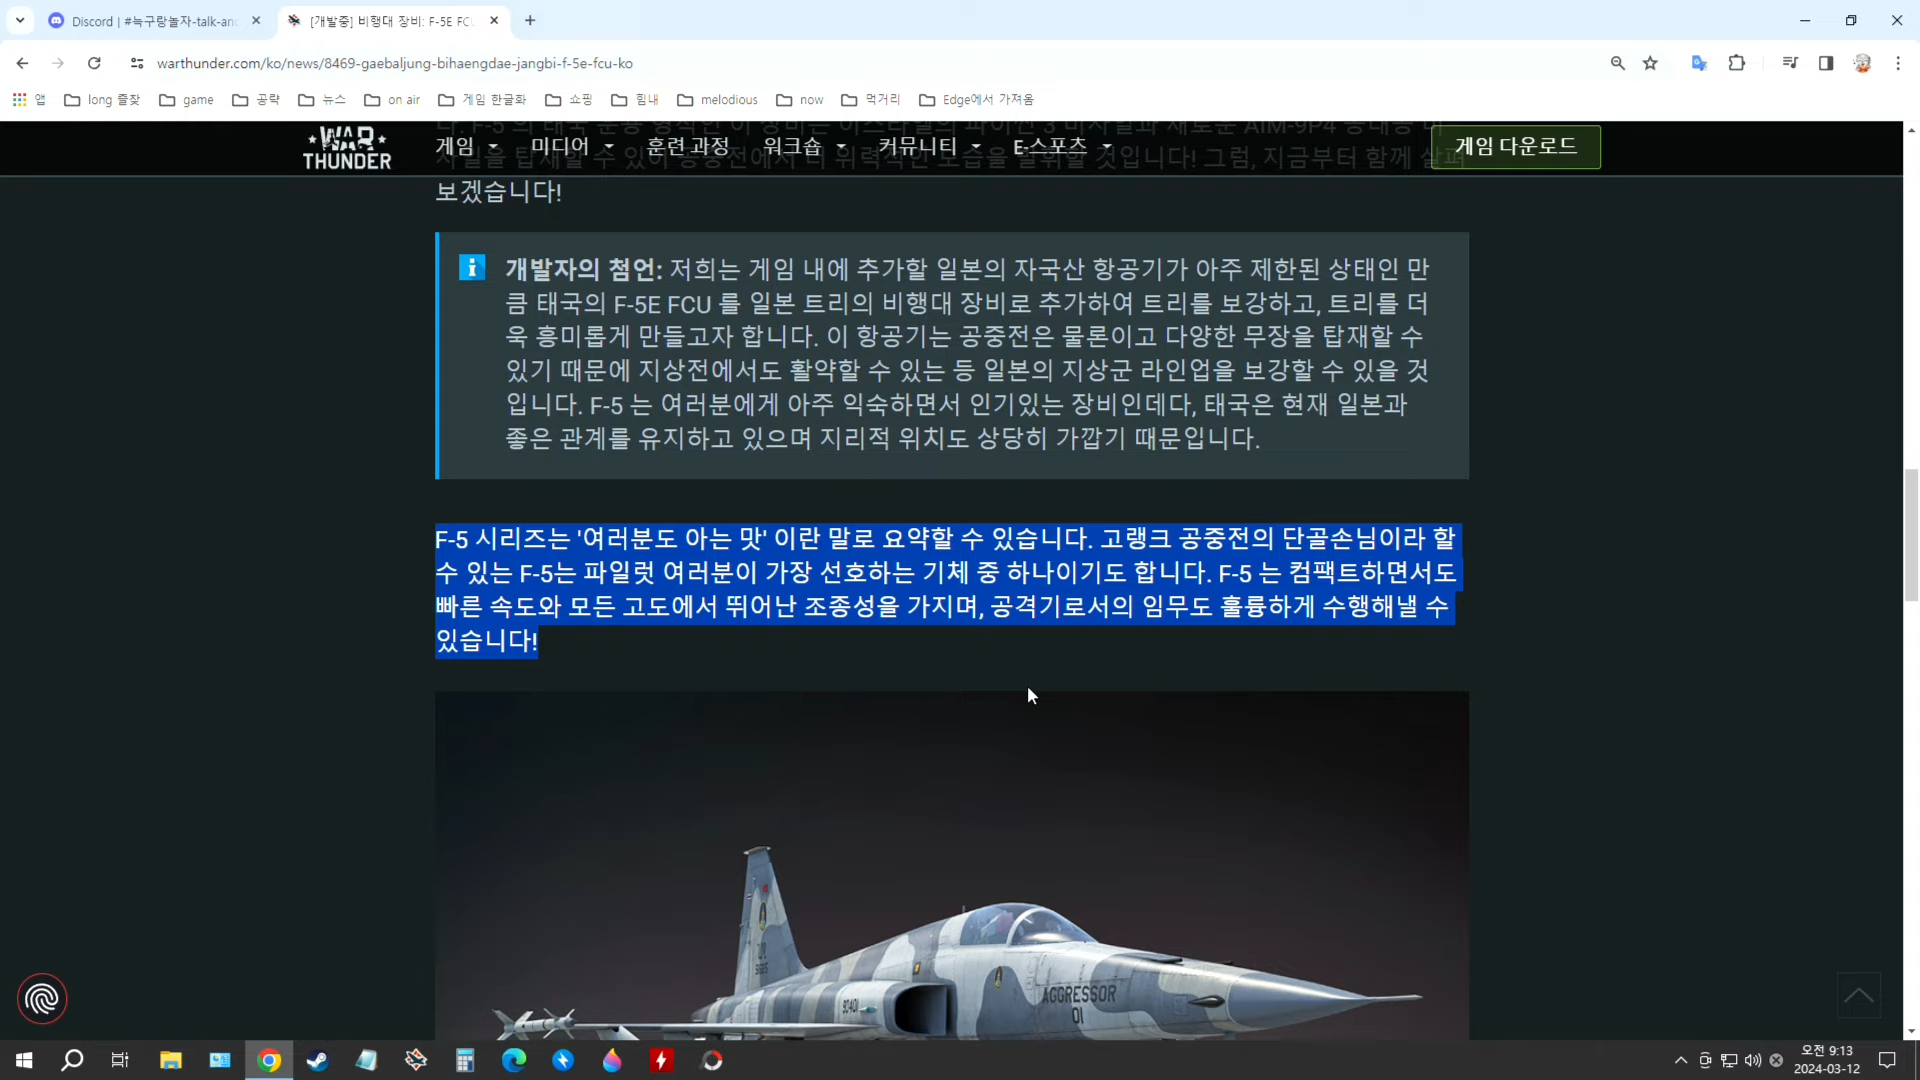 Discord | #늑구랑놀자-talk-and
[개발중] 비행대 장비: F-5E FCU
warthunder.com/ko/news/8469-gaebaljung-bihaengdae-jangbi-f-5e-fcu-ko
앱 long 즐찾 game 공략 뉴스 on air 게임 한글화 쇼핑 힘내 melodious now 먹거리 Edge에서 가져옴
WAR THUNDER
게임 미디어 훈련 과정 워크숍 커뮤니티 E-스포츠 게임 다운로드
보겠습니다!
개발자의 첨언: 저희는 게임 내에 추가할 일본의 자국산 항공기가 아주 제한된 상태인 만
큼 태국의 F-5E FCU 를 일본 트리의 비행대 장비로 추가하여 트리를 보강하고, 트리를 더
욱 흥미롭게 만들고자 합니다. 이 항공기는 공중전은 물론이고 다양한 무장을 탑재할 수
있기 때문에 지상전에서도 활약할 수 있는 등 일본의 지상군 라인업을 보강할 수 있을 것
입니다. F-5 는 여러분에게 아주 익숙하면서 인기있는 장비인데다, 태국은 현재 일본과
좋은 관계를 유지하고 있으며 지리적 위치도 상당히 가깝기 때문입니다.
F-5 시리즈는 '여러분도 아는 맛' 이란 말로 요약할 수 있습니다. 고랭크 공중전의 단골손님이라 할
수 있는 F-5는 파일럿 여러분이 가장 선호하는 기체 중 하나이기도 합니다. F-5 는 컴팩트하면서도
빠른 속도와 모든 고도에서 뛰어난 조종성을 가지며, 공격기로서의 임무도 훌륭하게 수행해낼 수
있습니다!
AGGRESSOR
01
오전 9:13
2024-03-12